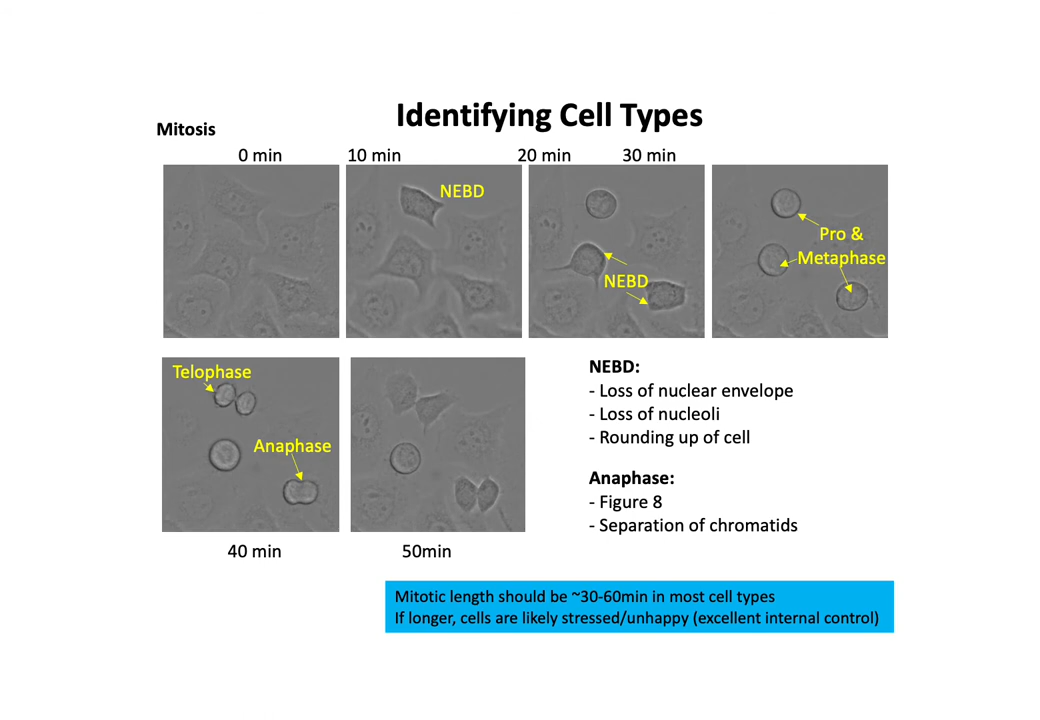 Identifying Cell Types
Mitosis
0 min
10 min
20 min
30 min
NEBD
NEBD
Pro &
Metaphase
Telophase
Anaphase
40 min
50min
NEBD:
- Loss of nuclear envelope
- Loss of nucleoli
- Rounding up of cell
Anaphase:
- Figure 8
- Separation of chromatids
Mitotic length should be ~30-60min in most cell types
If longer, cells are likely stressed/unhappy (excellent internal control)